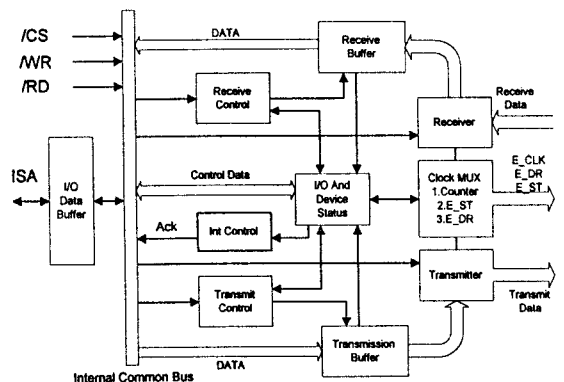 /CS
/WR
/RD
ISA
I/O
Data
Buffer
DATA
Receive
Buffer
Receive
Control
Receive
Data
Receiver
Control Data
I/O And
Device
Status
Clock MUX
1.Counter
2.E_ST
3.E_DR
E_CLK
E_DR
E_ST
Ack
Int Control
Transmitter
Transmit
Control
Transmit
Data
DATA
Transmission
Buffer
Internal Common Bus